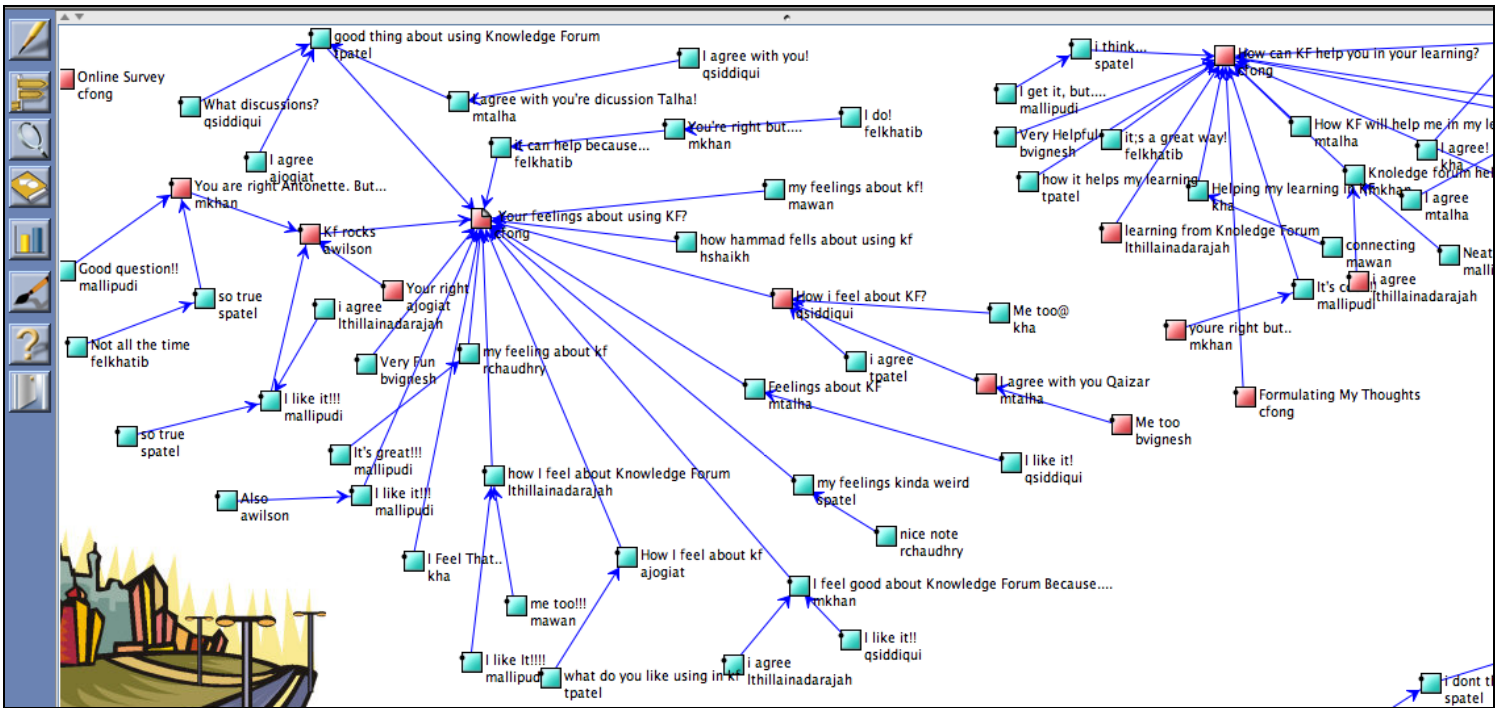 good thing about using Knowledge Forum
tpatel
i think...
spatel
How can KF help you in your learning?
cfong
I agree with you!
qsiddiqui
Online Survey
cfong
I get it, but....
mallipudi
What discussions?
qsiddiqui
I agree with you're dicussion Talha!
mtalha
I do!
felkhatib
You're right but....
mkhan
How KF will help me in my le
mtalha
Very Helpful
bvignesh
it;s a great way!
felkhatib
I agree!
kha
It can help because...
felkhatib
I agree
ajogiat
Knoledge forum hel
mkhan
how it helps my learning
tpatel
Helping my learning in KF
kha
I agree
mtalha
You are right Antonette. But...
mkhan
my feelings about kf!
mawan
Your feelings about using KF?
cfong
Kf rocks
awilson
how hammad fells about using kf
hshaikh
learning from Knoledge Forum
lthillainadarajah
connecting
mawan
Neat
malli
Good question!!
mallipudi
Your right
ajogiat
so true
spatel
i agree
lthillainadarajah
How i feel about KF?
qsiddiqui
Me too@
kha
It's
mallipudi
i agree
lthillainadarajah
youre right but..
mkhan
Not all the time
felkhatib
Very Fun
bvignesh
my feeling about kf
rchaudhry
i agree
tpatel
Feelings about KF
mtalha
I agree with you Qaizar
mtalha
Formulating My Thoughts
cfong
I like it!!!
mallipudi
Me too
bvignesh
so true
spatel
It's great!!!
mallipudi
I like it!
qsiddiqui
how I feel about Knowledge Forum
lthillainadarajah
my feelings kinda weird
spatel
Also
awilson
I like it!!!
mallipudi
nice note
rchaudhry
I Feel That..
kha
How I feel about kf
ajogiat
I feel good about Knowledge Forum Because....
mkhan
me too!!!
mawan
I like it!!
qsiddiqui
I like It!!!!
mallipud
what do you like using in kf
tpatel
i agree
lthillainadarajah
i dont t
spatel